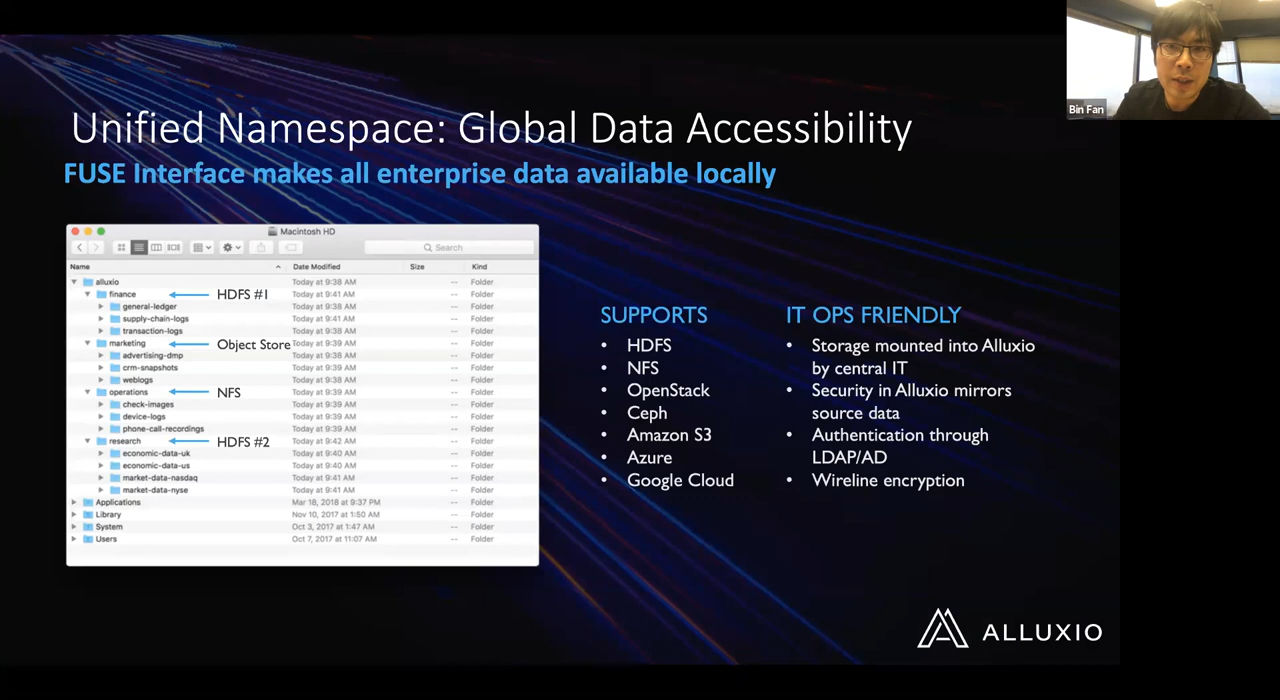 Bin Fan
Unified Namespace: Global Data Accessibility
FUSE Interface makes all enterprise data available locally
Macintosh HD
Search
Name Date Modified Size Kind
alluxio Today at 9:38 AM -- Folder
finance HDFS #1 Today at 9:41 AM -- Folder
general-ledger Today at 9:38 AM -- Folder
supply-chain-logs Today at 9:41 AM -- Folder
transaction-logs Today at 9:38 AM -- Folder
marketing Object Store Today at 9:39 AM -- Folder
advertising-dmp Today at 9:38 AM -- Folder
crm-snapshots Today at 9:38 AM -- Folder
weblogs Today at 9:38 AM -- Folder
operations NFS Today at 9:39 AM -- Folder
check-images Today at 9:39 AM -- Folder
device-logs Today at 9:39 AM -- Folder
phone-call-recordings Today at 9:39 AM -- Folder
research HDFS #2 Today at 9:42 AM -- Folder
economic-data-uk Today at 9:40 AM -- Folder
economic-data-us Today at 9:40 AM -- Folder
market-data-nasdaq Today at 9:41 AM -- Folder
market-data-nyse Today at 9:41 AM -- Folder
Applications Mar 18, 2018 at 9:37 PM -- Folder
Library Nov 10, 2017 at 1:50 AM -- Folder
System Oct 3, 2017 at 1:47 AM -- Folder
Users Oct 7, 2017 at 11:07 AM -- Folder
SUPPORTS
• HDFS
• NFS
• OpenStack
• Ceph
• Amazon S3
• Azure
• Google Cloud
IT OPS FRIENDLY
• Storage mounted into Alluxio
by central IT
• Security in Alluxio mirrors
source data
• Authentication through
LDAP/AD
• Wireline encryption
ALLUXIO